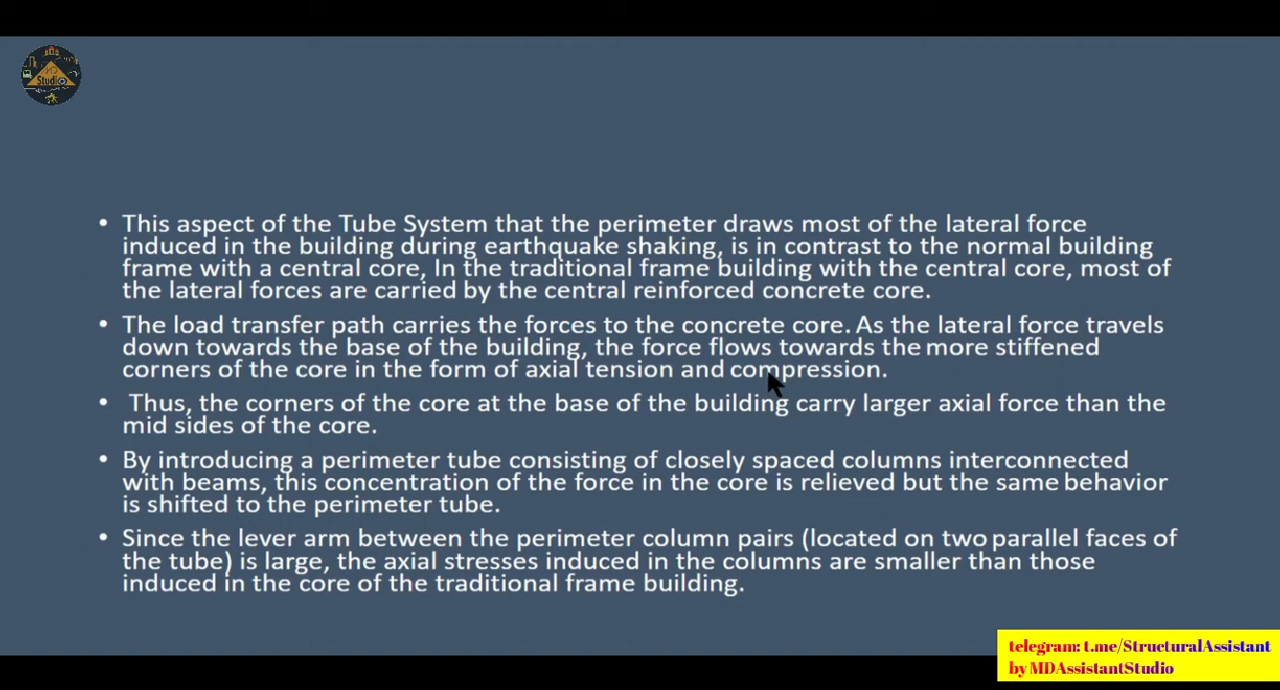 Studio
• This aspect of the Tube System that the perimeter draws most of the lateral force
induced in the building during earthquake shaking, is in contrast to the normal building
frame with a central core, In the traditional frame building with the central core, most of
the lateral forces are carried by the central reinforced concrete core.
• The load transfer path carries the forces to the concrete core. As the lateral force travels
down towards the base of the building, the force flows towards the more stiffened
corners of the core in the form of axial tension and compression.
• Thus, the corners of the core at the base of the building carry larger axial force than the
mid sides of the core.
• By introducing a perimeter tube consisting of closely spaced columns interconnected
with beams, this concentration of the force in the core is relieved but the same behavior
is shifted to the perimeter tube.
• Since the lever arm between the perimeter column pairs (located on two parallel faces of
the tube) is large, the axial stresses induced in the columns are smaller than those
induced in the core of the traditional frame building.
telegram: t.me/StructuralAssistant
by MDAssistantStudio